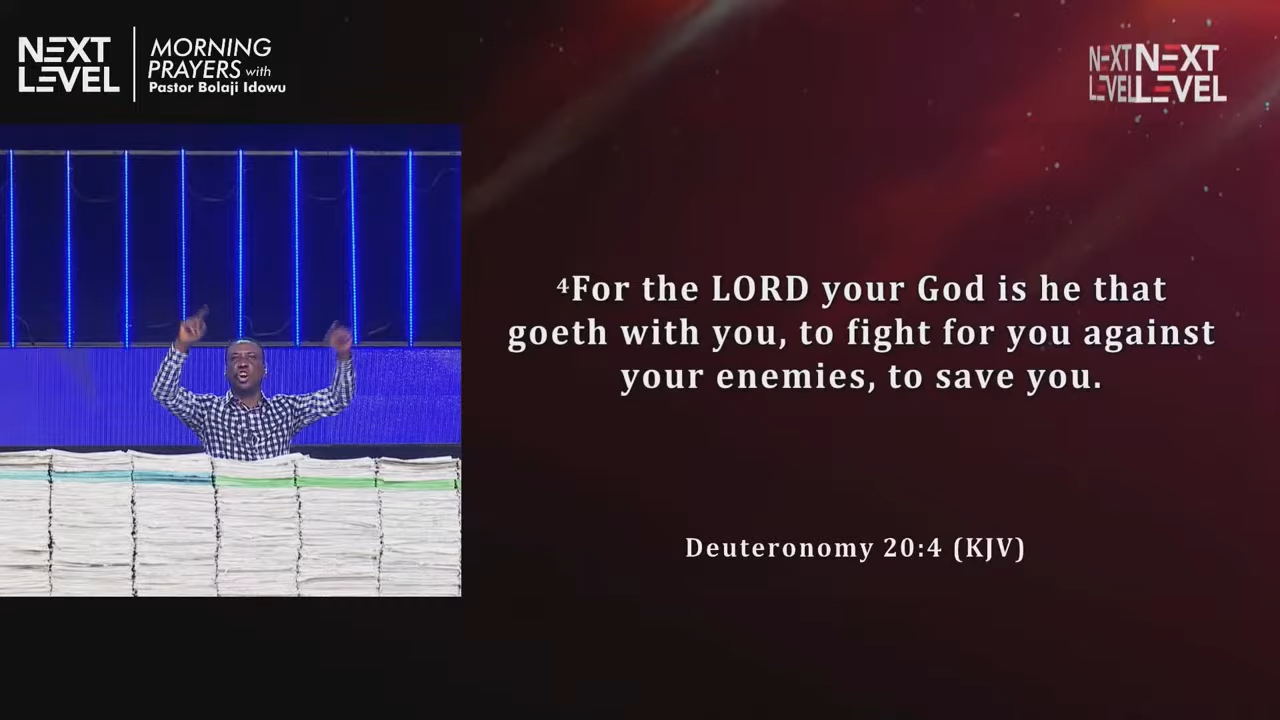 NEXT
LEVEL
MORNING
PRAYERS with
Pastor Bolaji Idowu
NEXT NEXT
LEVEL LEVEL
⁴For the LORD your God is he that
goeth with you, to fight for you against
your enemies, to save you.
Deuteronomy 20:4 (KJV)